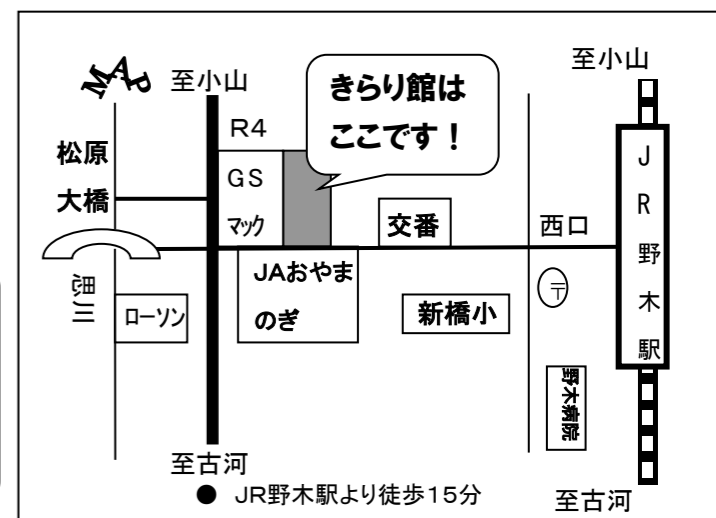 MAP
至小山
至小山
きらり館は
ここです！
R4
松原
大橋
GS
マック
交番
西口
JR野木駅
思川
ローソン
JAおやま
のぎ
新橋小
〒
野木病院
至古河
● JR野木駅より徒歩15分
至古河